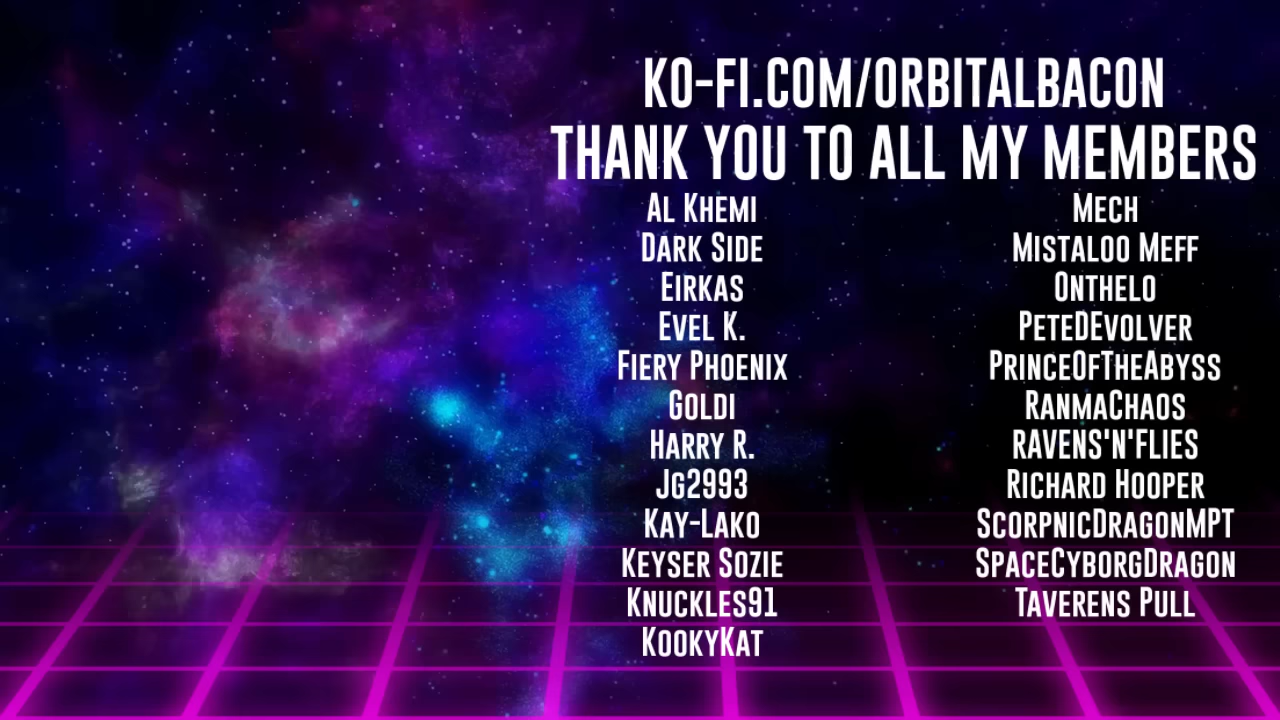 KO-FI.COM/ORBITALBACON
THANK YOU TO ALL MY MEMBERS
Al Khemi
Dark Side
Eirkas
Evel K.
Fiery Phoenix
Goldi
Harry R.
Jg2993
Kay-Lako
Keyser Sozie
Knuckles91
KookyKat
Mech
Mistaloo Meff
Onthelo
PeteDEvolver
PrinceOfTheAbyss
RanmaChaos
RAVENS'N'FLIES
Richard Hooper
ScorpnicDragonMPT
SpaceCyborgDragon
Taverens Pull